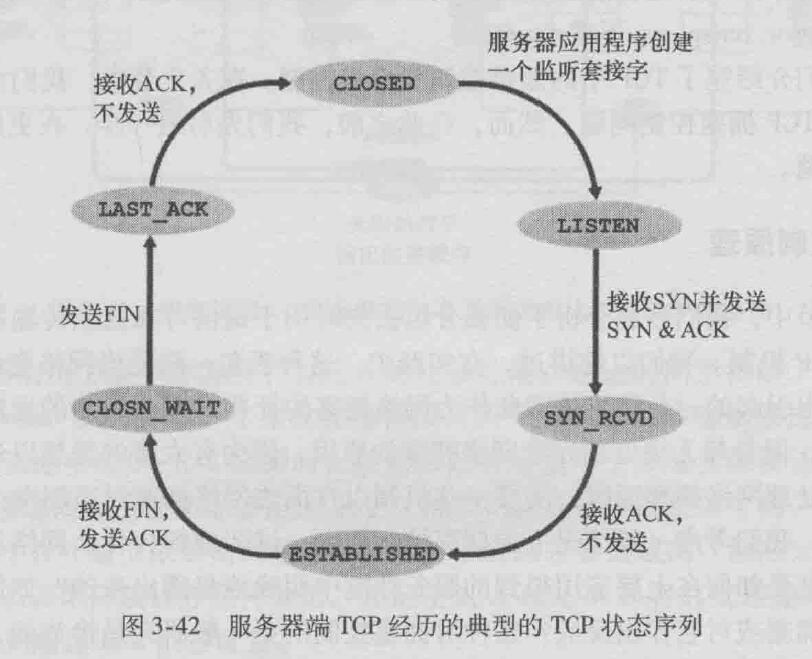 服务器应用程序创建
一个监听套接字
接收ACK,
不发送
CLOSED
LAST_ACK
LISTEN
发送FIN
接收SYN并发送
SYN & ACK
CLOSN_WAIT
SYN_RCVD
接收FIN,
发送ACK
接收ACK,
不发送
ESTABLISHED
图 3-42 服务器端 TCP 经历的典型的 TCP 状态序列